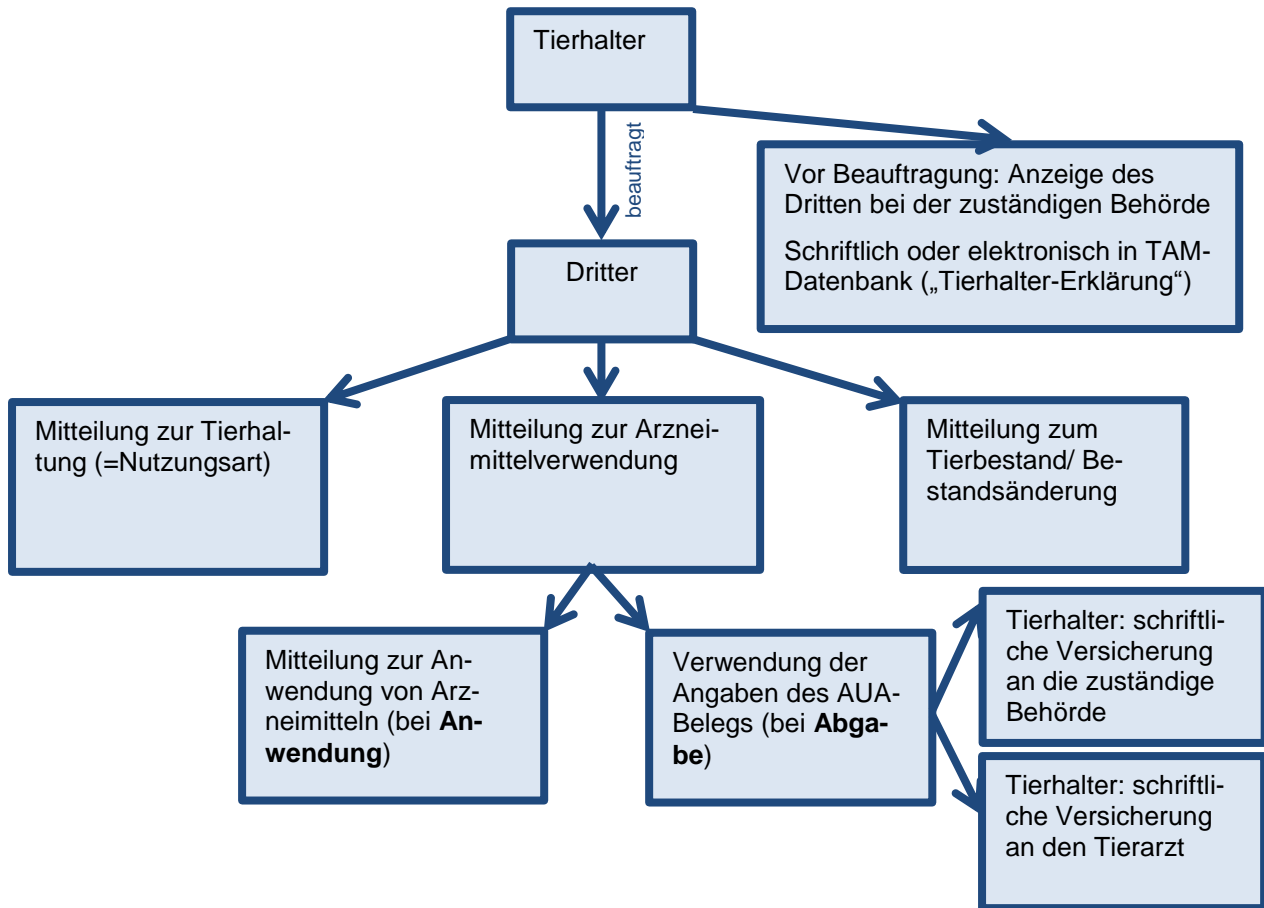 Tierhalter
beauftragt
Vor Beauftragung: Anzeige des
Dritten bei der zuständigen Behörde
Schriftlich oder elektronisch in TAM-
Datenbank („Tierhalter-Erklärung“)
Dritter
Mitteilung zur Tierhal-
tung (=Nutzungsart)
Mitteilung zur Arznei-
mittelverwendung
Mitteilung zum
Tierbestand/ Be-
standsänderung
Mitteilung zur An-
wendung von Arz-
neimitteln (bei An-
wendung)
Verwendung der
Angaben des AUA-
Belegs (bei Abga-
be)
Tierhalter: schriftli-
che Versicherung
an die zuständige
Behörde
Tierhalter: schriftli-
che Versicherung
an den Tierarzt